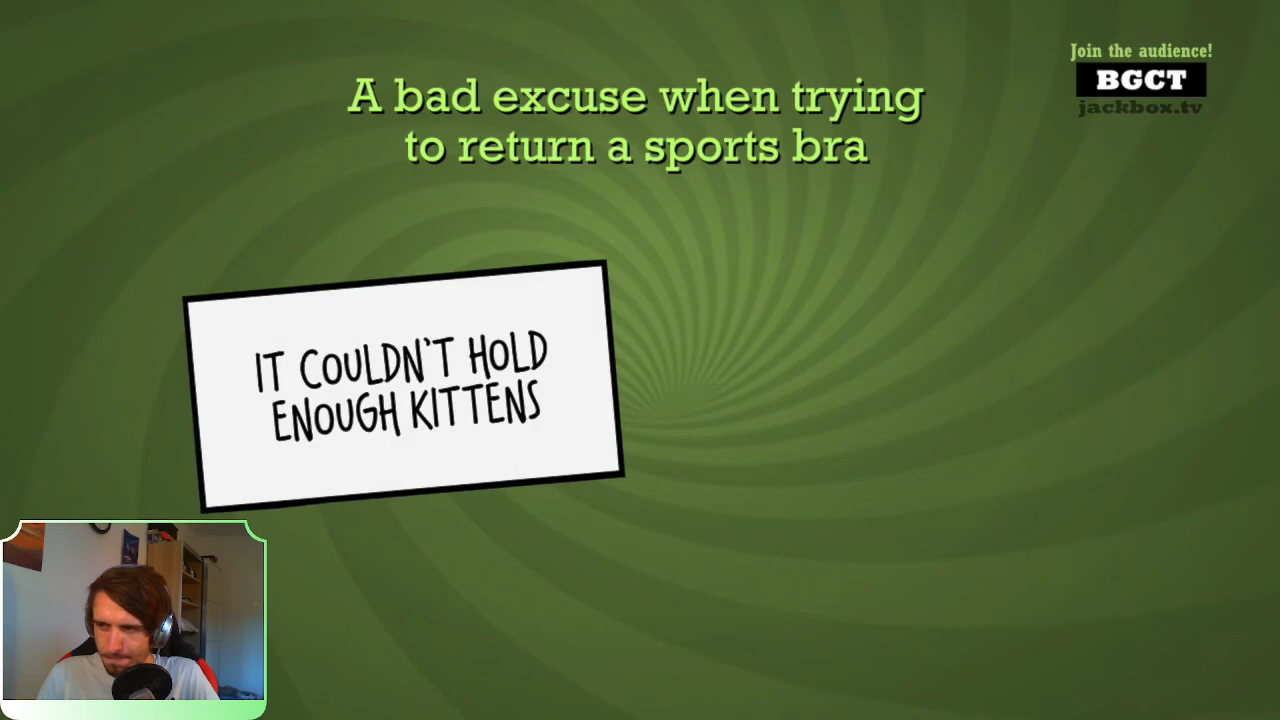 Join the audience!
BGCT
jackbox.tv
A bad excuse when trying
to return a sports bra
IT COULDN'T HOLD
ENOUGH KITTENS